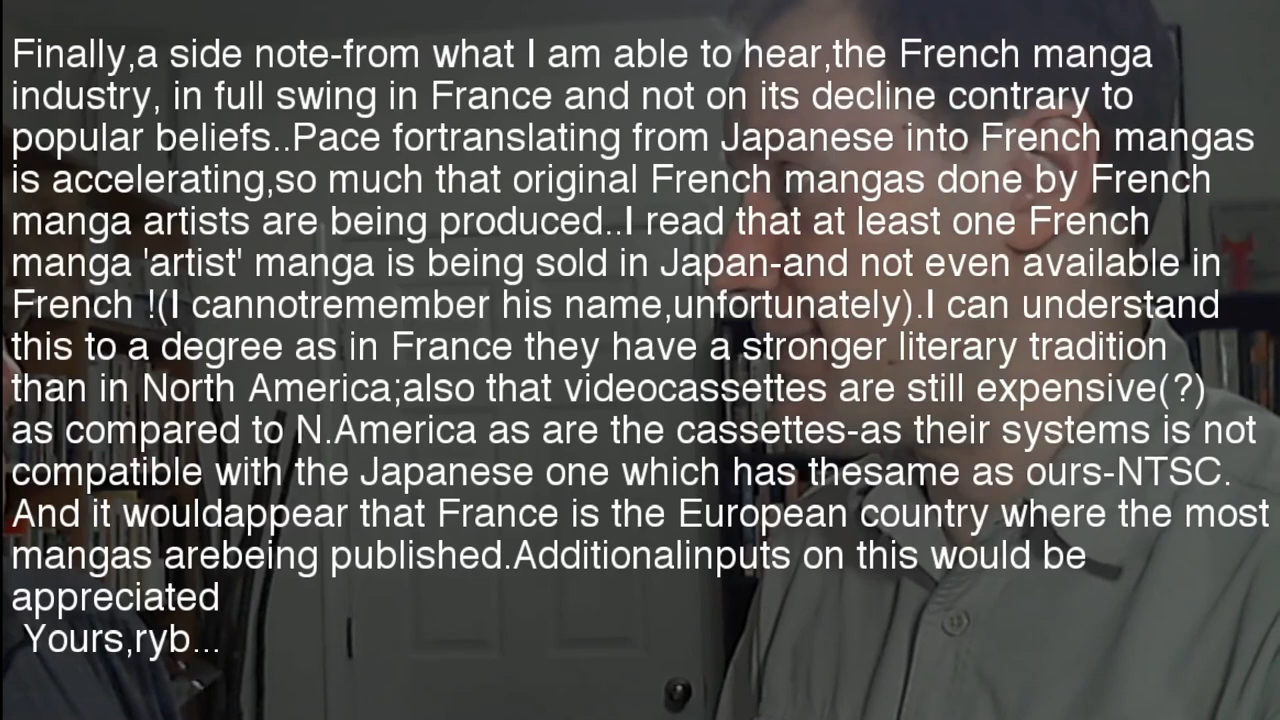 Finally,a side note-from what I am able to hear,the French manga
industry, in full swing in France and not on its decline contrary to
popular beliefs..Pace fortranslating from Japanese into French mangas
is accelerating,so much that original French mangas done by French
manga artists are being produced..I read that at least one French
manga 'artist' manga is being sold in Japan-and not even available in
French !(I cannotremember his name,unfortunately).I can understand
this to a degree as in France they have a stronger literary tradition
than in North America;also that videocassettes are still expensive(?)
as compared to N.America as are the cassettes-as their systems is not
compatible with the Japanese one which has thesame as ours-NTSC.
And it wouldappear that France is the European country where the most
mangas arebeing published.Additionalinputs on this would be
appreciated
Yours,ryb...